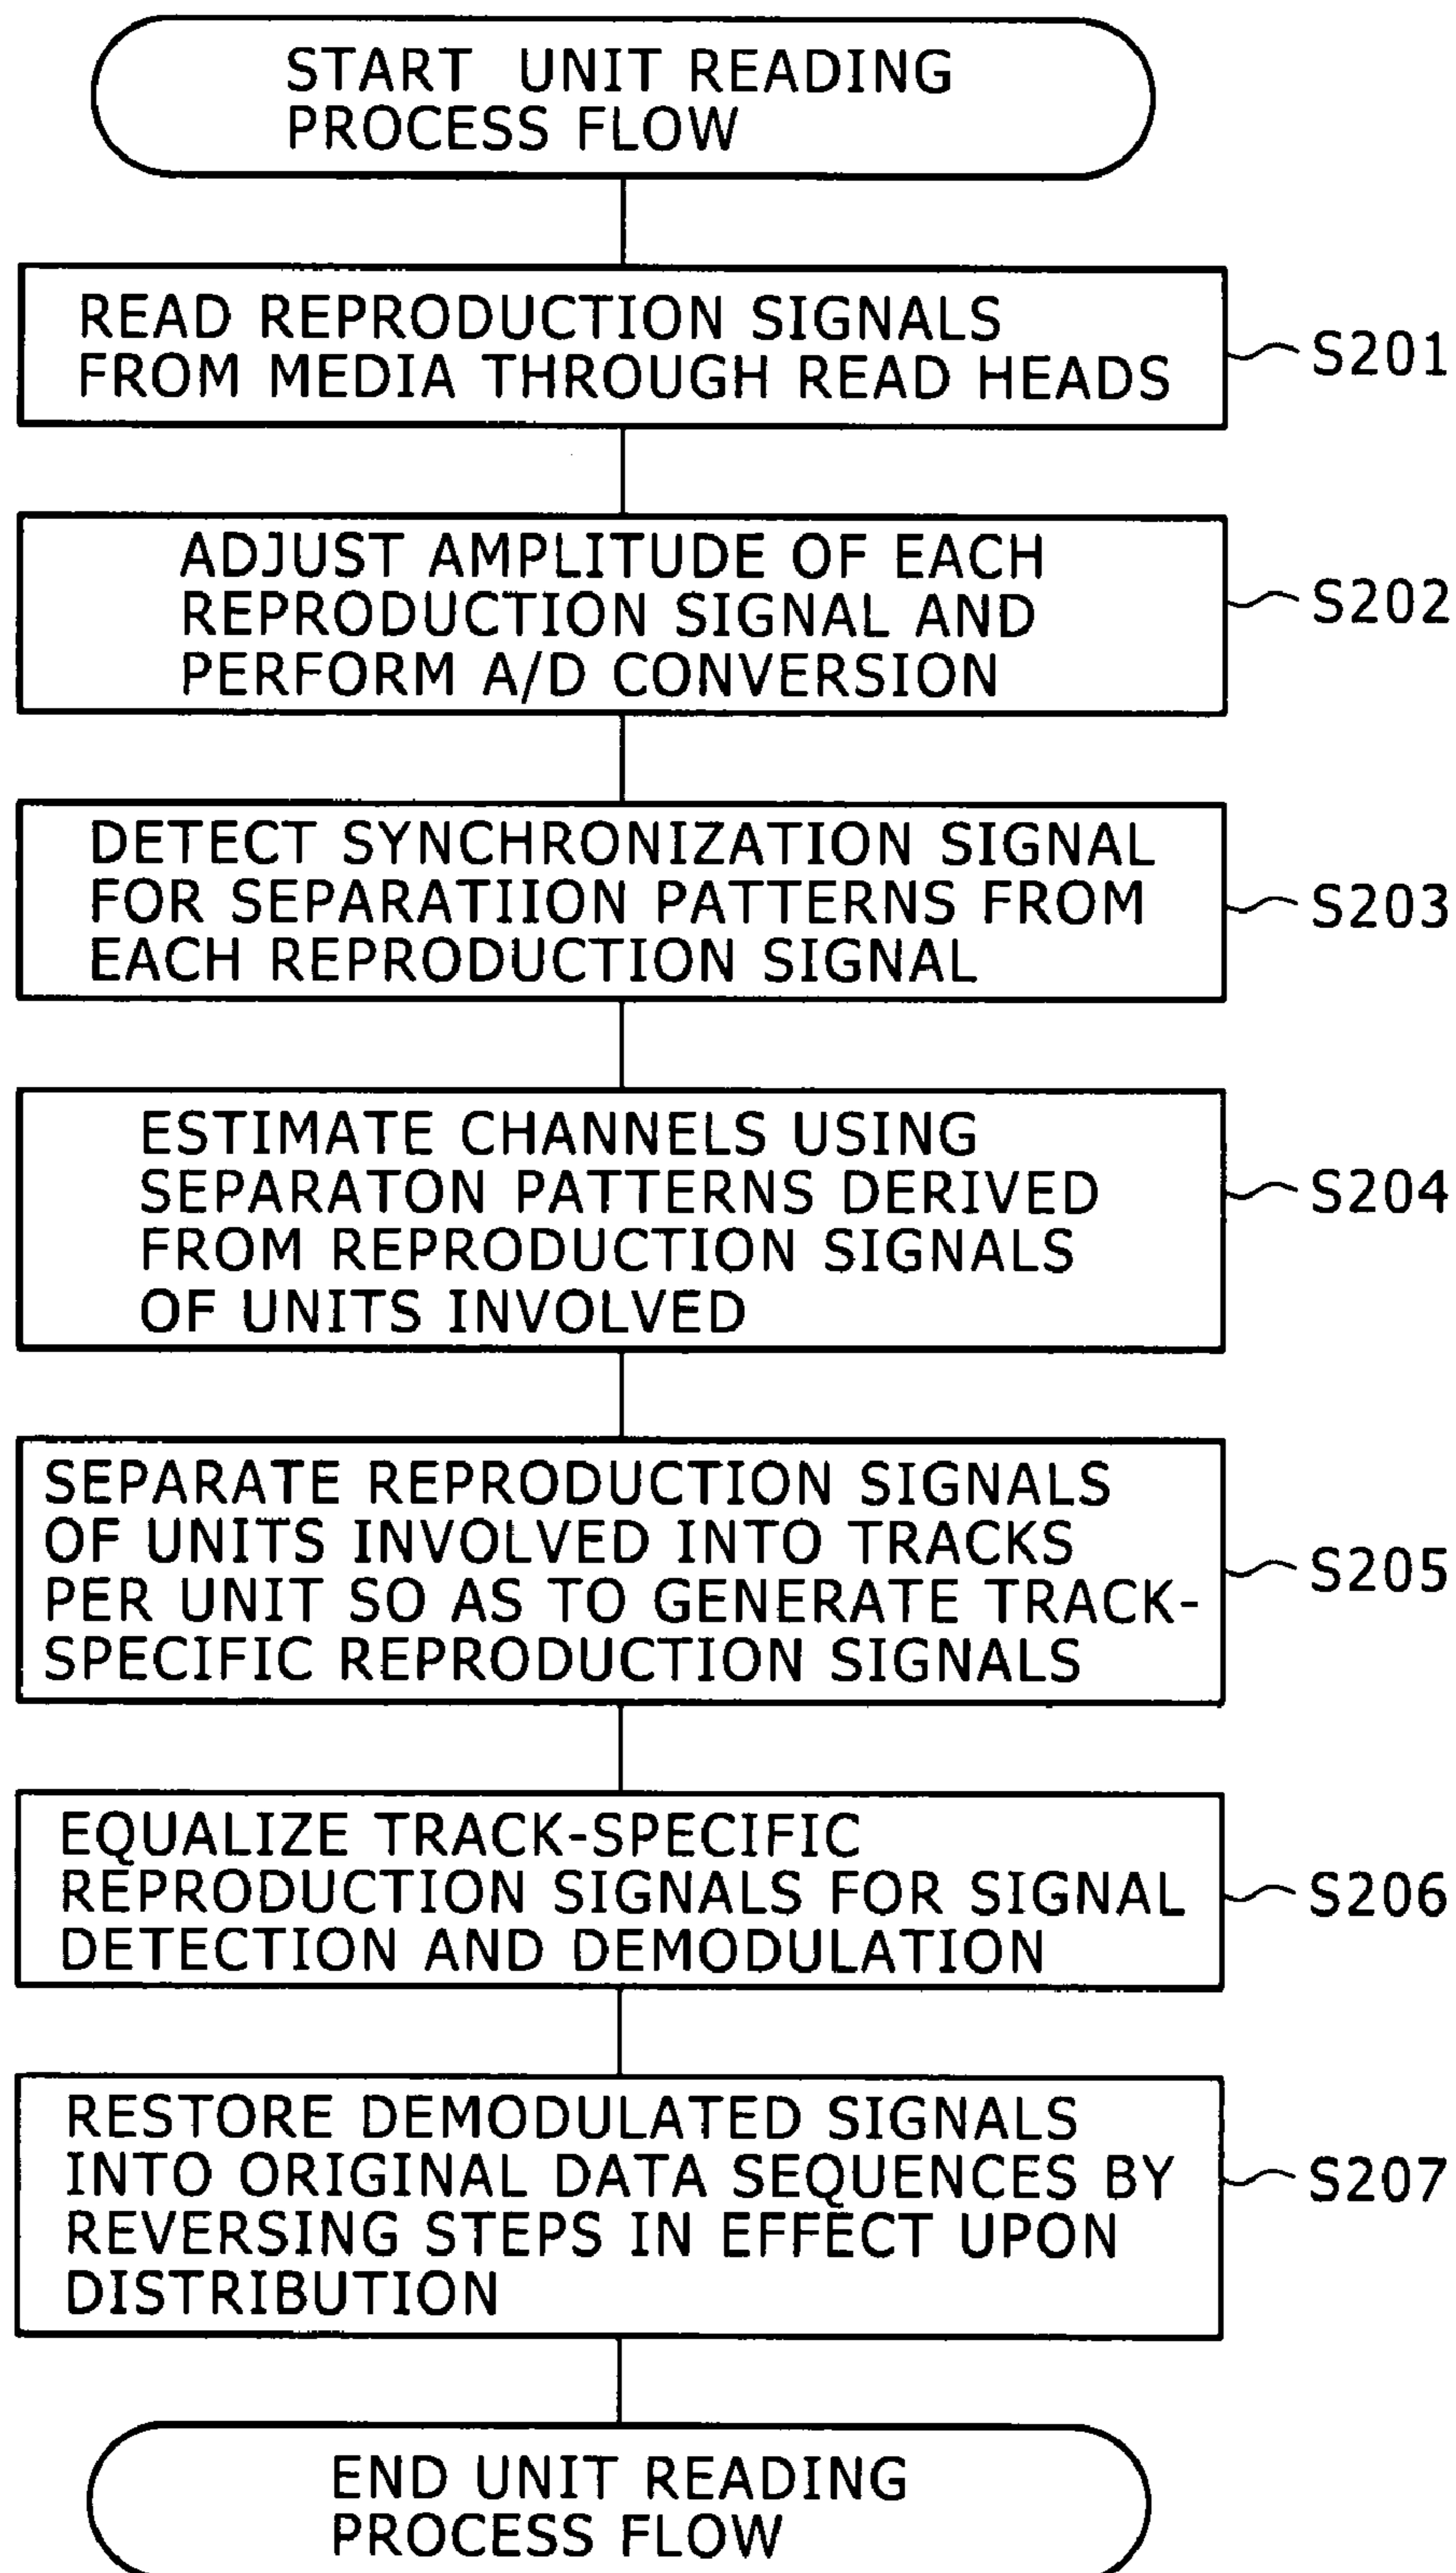 START UNIT READING
PROCESS FLOW
READ REPRODUCTION SIGNALS
FROM MEDIA THROUGH READ HEADS
S201
ADJUST AMPLITUDE OF EACH
REPRODUCTION SIGNAL AND
PERFORM A/D CONVERSION
S202
DETECT SYNCHRONIZATION SIGNAL
FOR SEPARATIION PATTERNS FROM
EACH REPRODUCTION SIGNAL
S203
ESTIMATE CHANNELS USING
SEPARATON PATTERNS DERIVED
FROM REPRODUCTION SIGNALS
OF UNITS INVOLVED
S204
SEPARATE REPRODUCTION SIGNALS
OF UNITS INVOLVED INTO TRACKS
PER UNIT SO AS TO GENERATE TRACK-
SPECIFIC REPRODUCTION SIGNALS
S205
EQUALIZE TRACK-SPECIFIC
REPRODUCTION SIGNALS FOR SIGNAL
DETECTION AND DEMODULATION
S206
RESTORE DEMODULATED SIGNALS
INTO ORIGINAL DATA SEQUENCES BY
REVERSING STEPS IN EFFECT UPON
DISTRIBUTION
S207
END UNIT READING
PROCESS FLOW